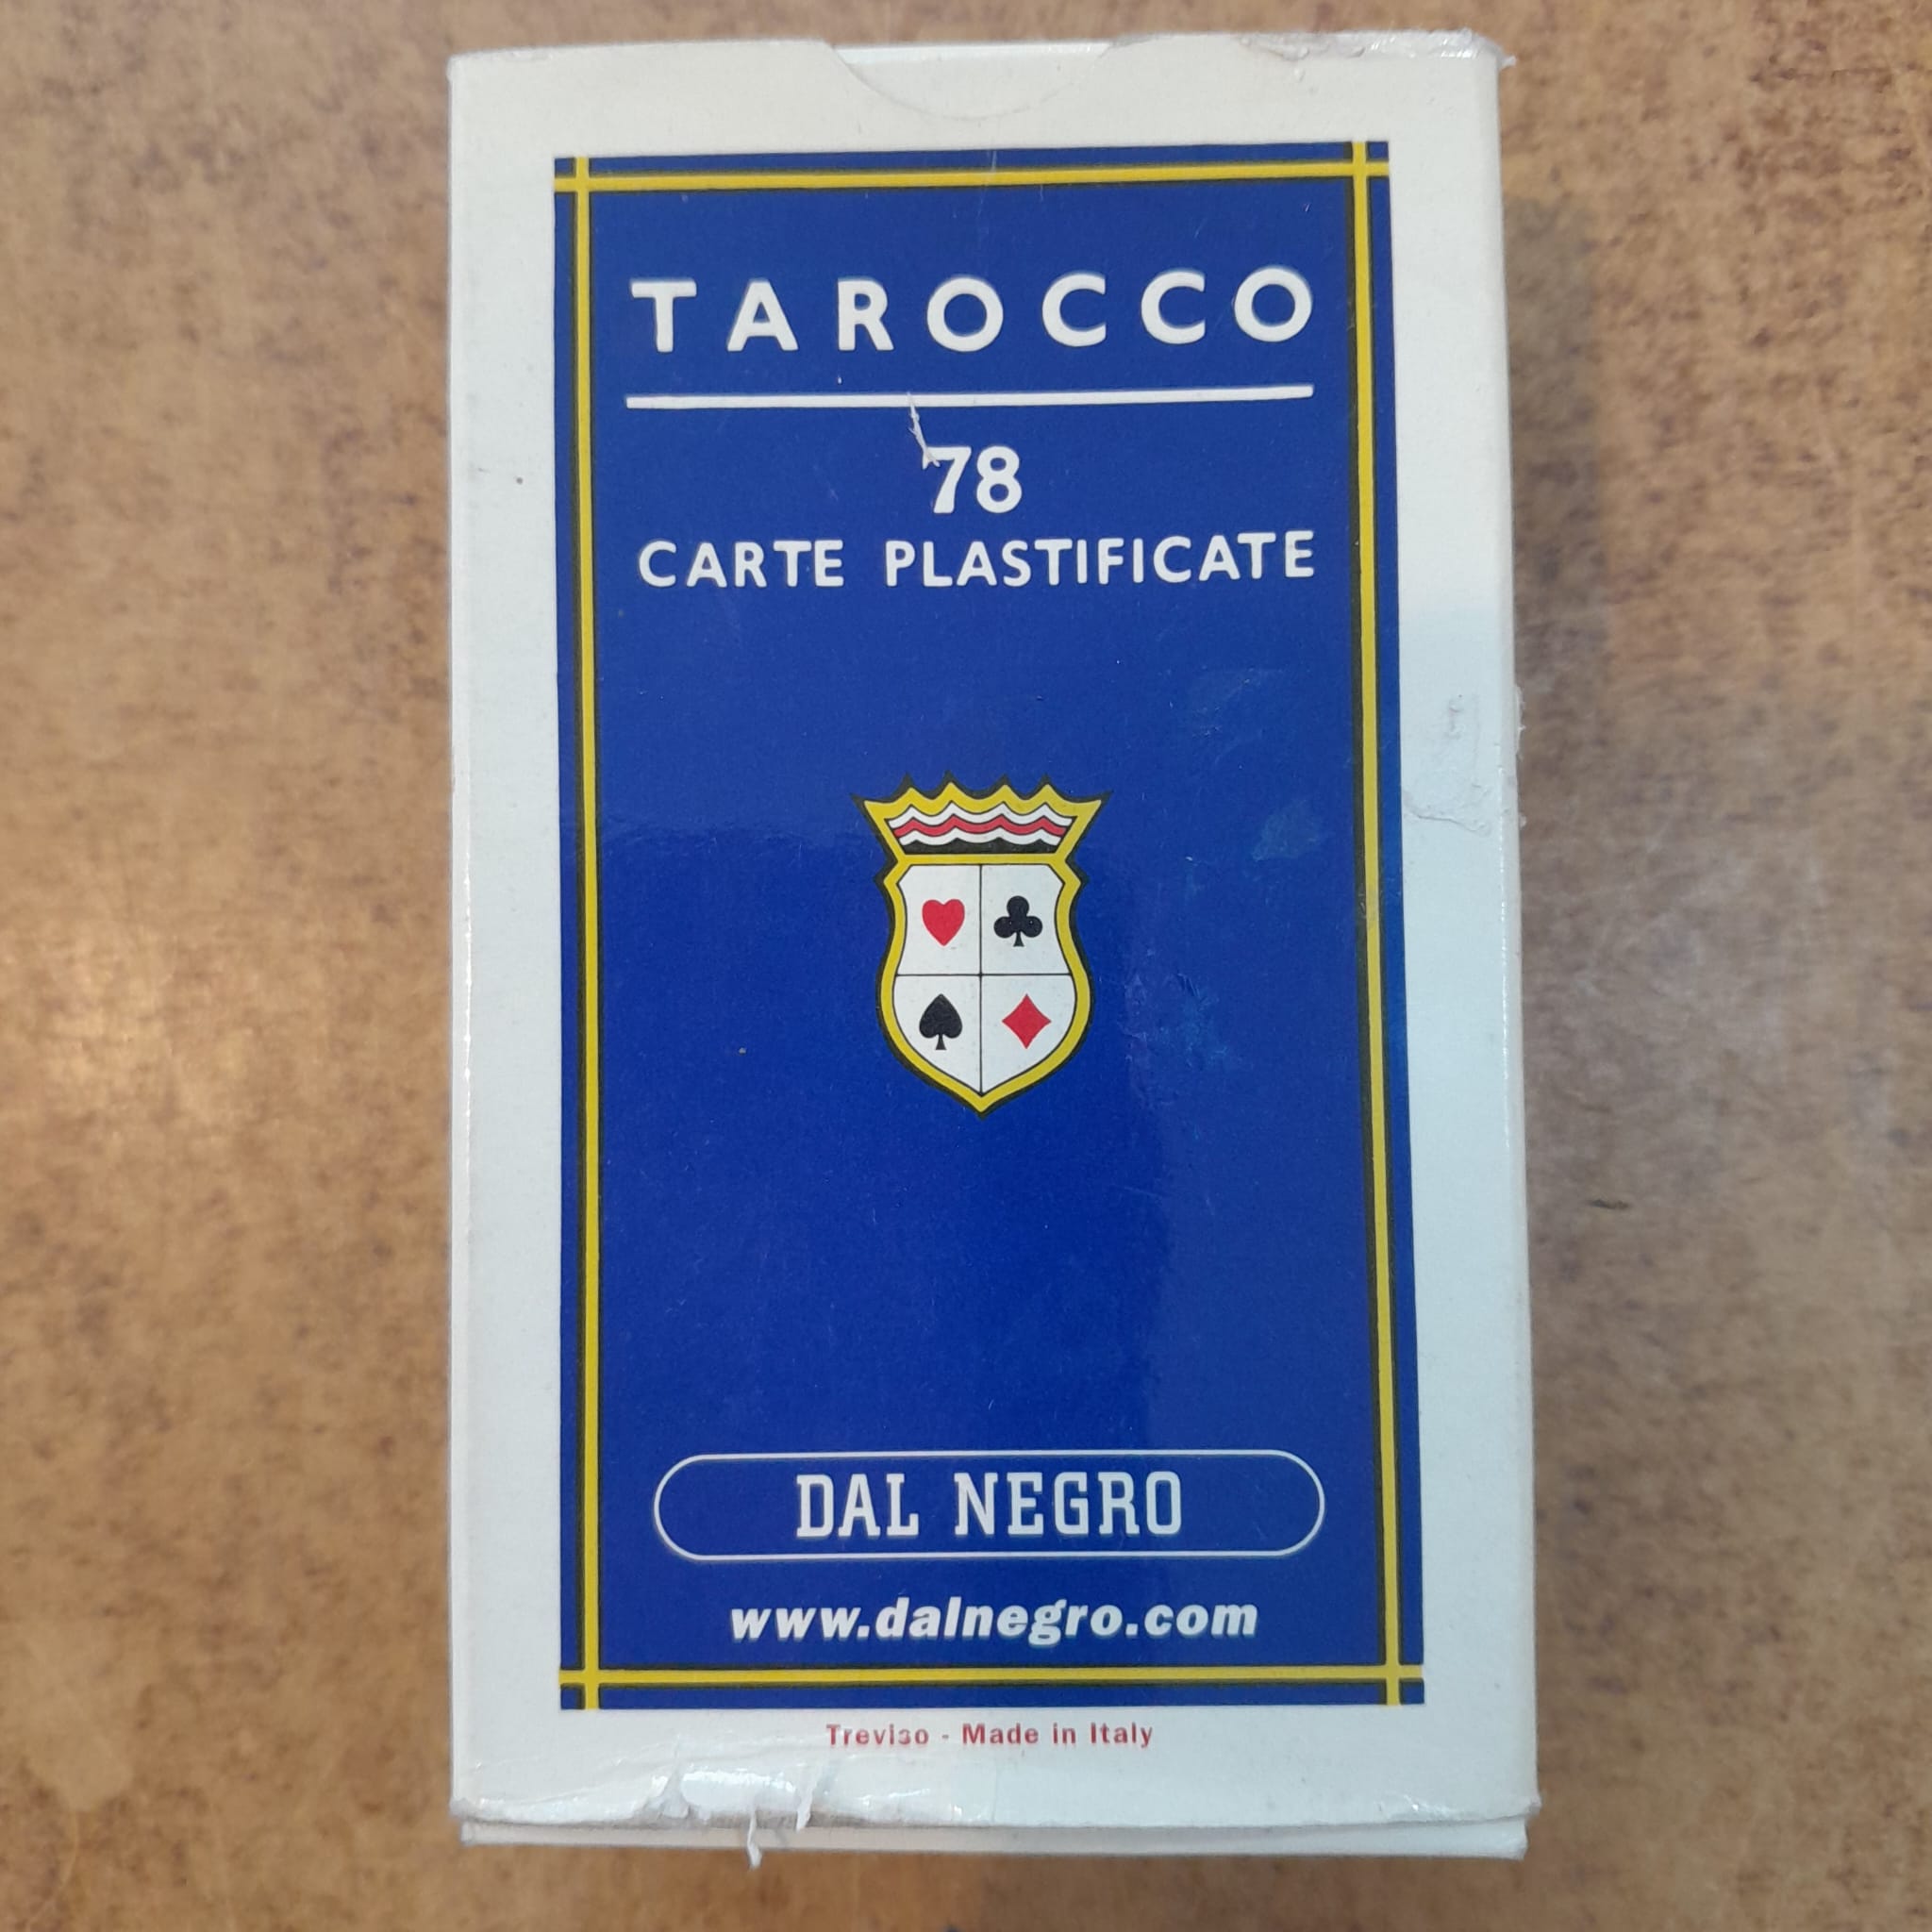 TAROCCO
78
CARTE PLASTIFICATE
DAL NEGRO
www.dalnegro.com
Treviso - Made in Italy